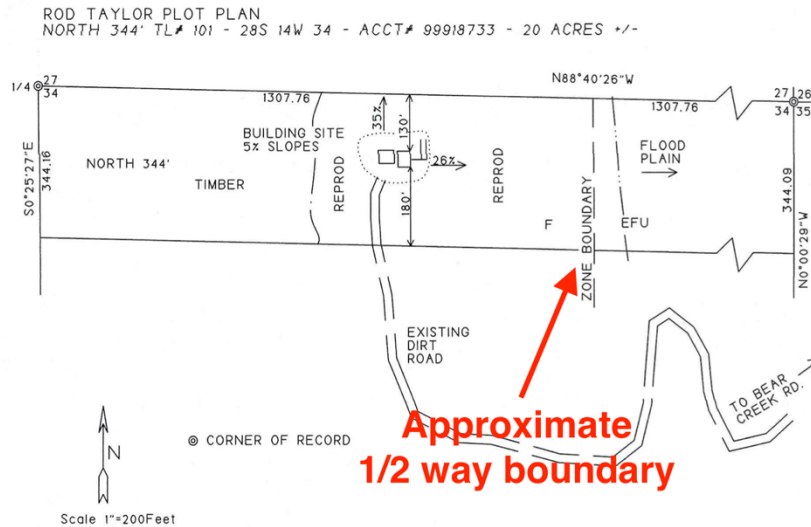 ROD TAYLOR PLOT PLAN
NORTH 344' TL# 101 - 28S 14W 34 - ACCT# 99918733 - 20 ACRES +/-
N88°40'26"W
1/4
27
34
1307.76
1307.76
27
26
34
35
S0°25'27"E
344.16
NORTH 344'
TIMBER
BUILDING SITE
5% SLOPES
REPROD
35%
130'
26%
180'
REPROD
F
ZONE BOUNDARY
EFU
FLOOD
PLAIN
344.09
N0°00'29"W
EXISTING
DIRT
ROAD
TO BEAR
CREEK RD.
Approximate
1/2 way boundary
N
CORNER OF RECORD
Scale 1"=200Feet